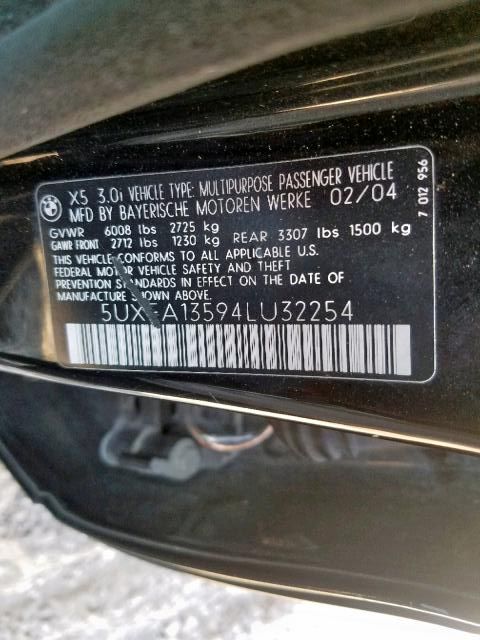 X5 3.0i VEHICLE TYPE: MULTIPURPOSE PASSENGER VEHICLE
MFD BY BAYERISCHE MOTOREN WERKE 02/04
GVWR 6008 lbs 2725 kg
GAWR FRONT 2712 lbs 1230 kg REAR 3307 lbs 1500 kg
THIS VEHICLE CONFORMS TO ALL APPLICABLE U.S.
FEDERAL MOTOR VEHICLE SAFETY AND THEFT
PREVENTION STANDARDS IN EFFECT ON THE DATE OF
MANUFACTURE SHOWN ABOVE.
5UXFA13594LU32254
7 012 956
BMW